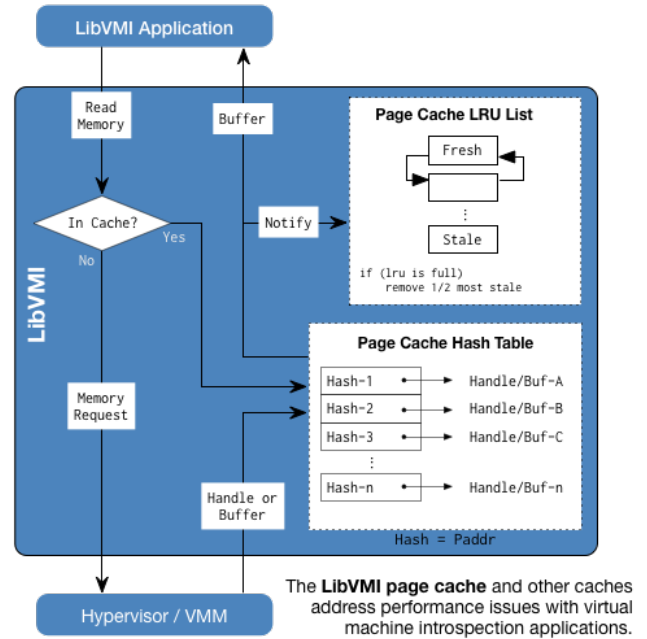 LibVMI Application
Read
Memory
Buffer
Page Cache LRU List
Fresh
In Cache?
Notify
Yes
No
⋮
Stale
if (lru is full)
remove 1/2 most stale
LibVMI
Page Cache Hash Table
Hash-1
Handle/Buf-A
Hash-2
Handle/Buf-B
Hash-3
Handle/Buf-C
⋮
Hash-n
Handle/Buf-n
Memory
Request
Handle or
Buffer
Hash = Paddr
Hypervisor / VMM
The LibVMI page cache and other caches
address performance issues with virtual
machine introspection applications.